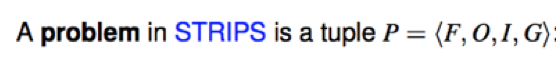 A problem in STRIPS is a tuple P = ⟨F, O, I, G⟩: